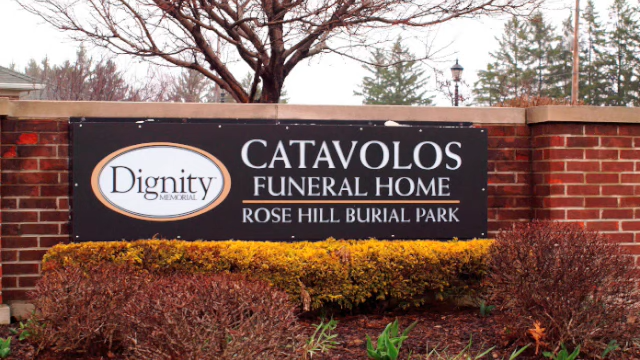 Dignity
MEMORIAL
CATAVOLOS
FUNERAL HOME
ROSE HILL BURIAL PARK